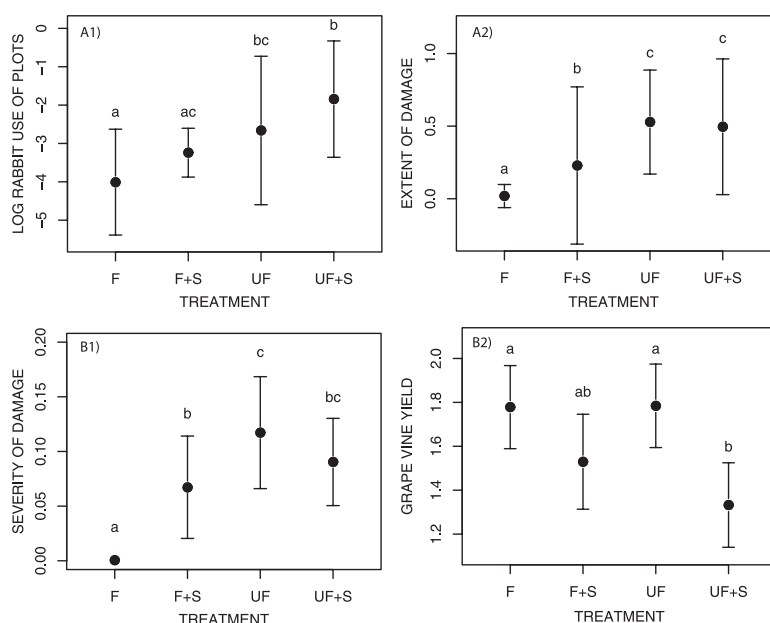 A1)
LOG RABBIT USE OF PLOTS
0
−1
−2
−3
−4
−5
a
ac
bc
b
F
F+S
UF
UF+S
TREATMENT
A2)
EXTENT OF DAMAGE
1.0
0.5
0.0
a
b
c
c
F
F+S
UF
UF+S
TREATMENT
B1)
SEVERITY OF DAMAGE
0.20
0.15
0.10
0.05
0.00
a
b
c
bc
F
F+S
UF
UF+S
TREATMENT
B2)
GRAPE VINE YIELD
2.0
1.8
1.6
1.4
1.2
a
ab
a
b
F
F+S
UF
UF+S
TREATMENT